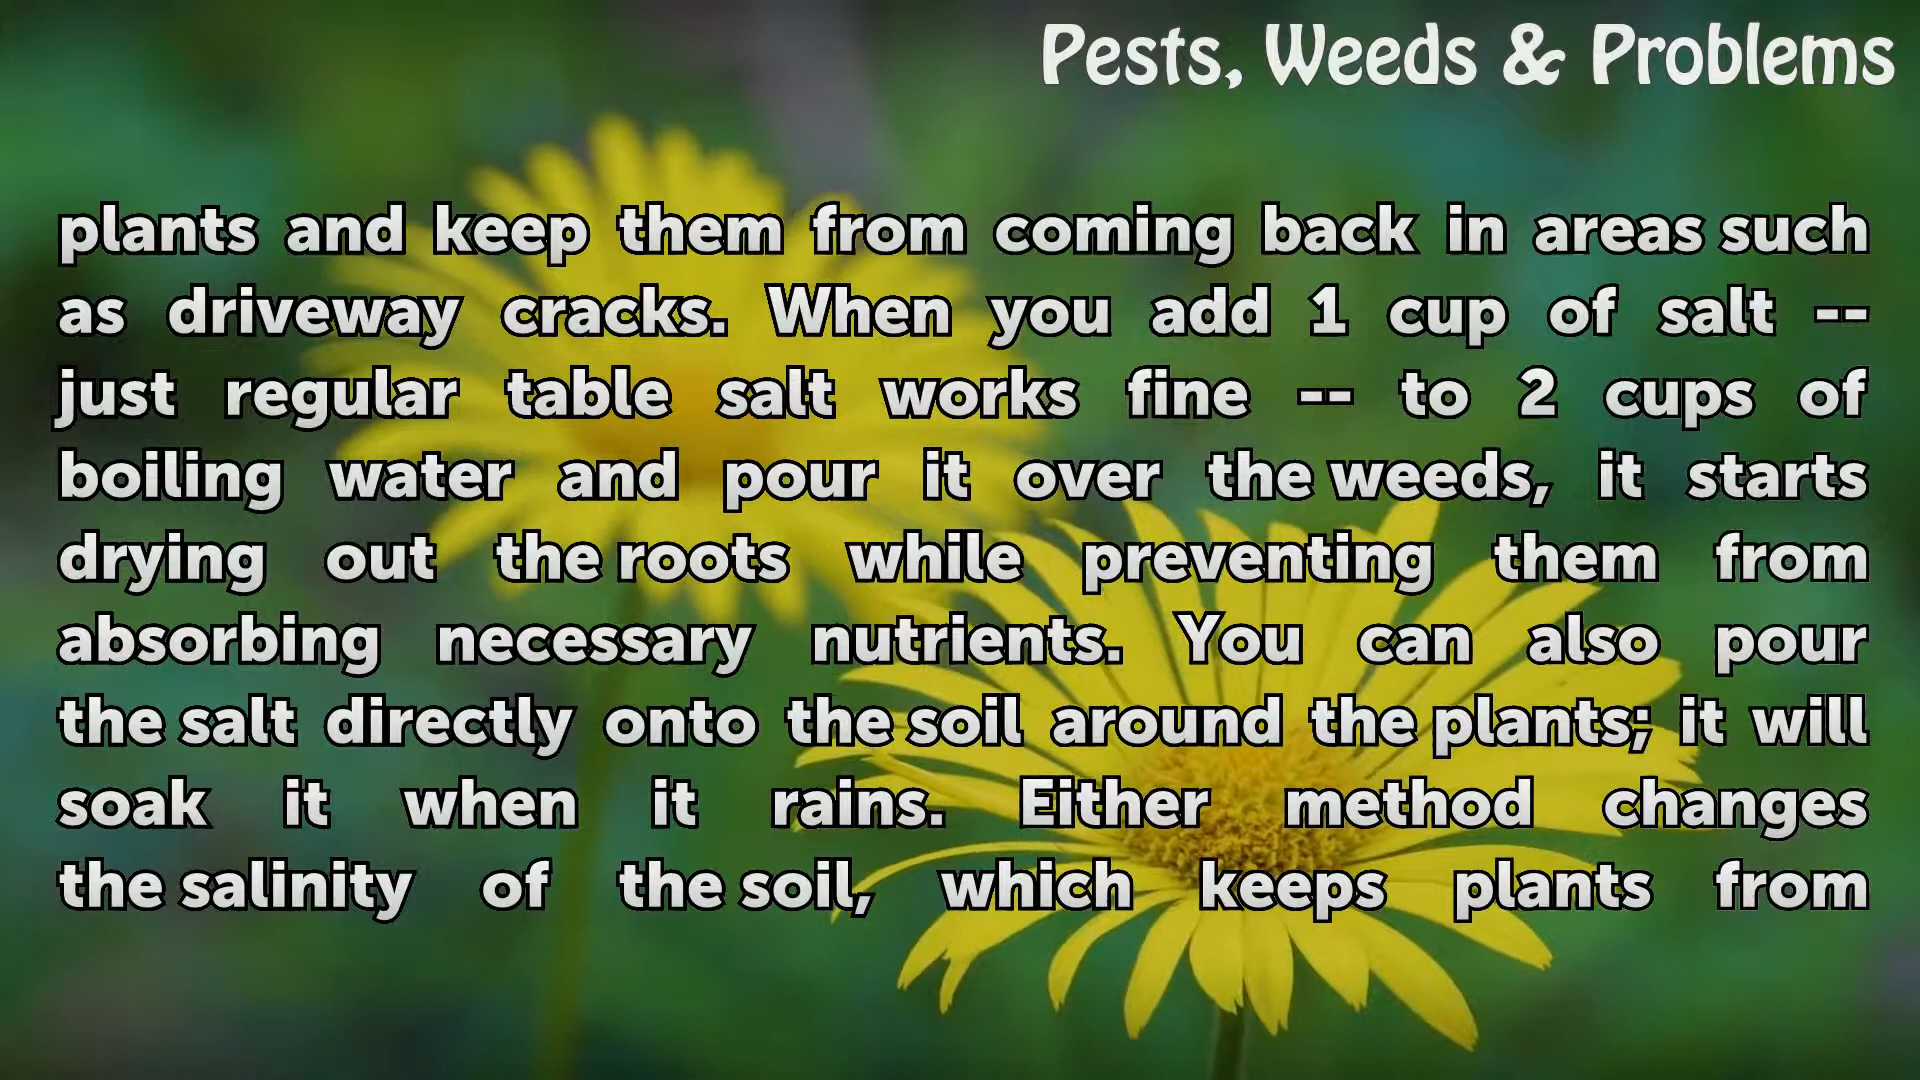 Pests, Weeds & Problems
plants and keep them from coming back in areas such
as driveway cracks. When you add 1 cup of salt --
just regular table salt works fine -- to 2 cups of
boiling water and pour it over the weeds, it starts
drying out the roots while preventing them from
absorbing necessary nutrients. You can also pour
the salt directly onto the soil around the plants; it will
soak it when it rains. Either method changes
the salinity of the soil, which keeps plants from